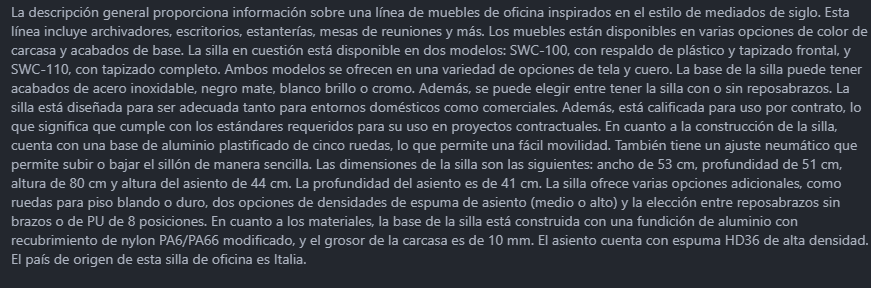 La descripción general proporciona información sobre una línea de muebles de oficina inspirados en el estilo de mediados de siglo. Esta
línea incluye archivadores, escritorios, estanterías, mesas de reuniones y más. Los muebles están disponibles en varias opciones de color de
carcasa y acabados de base. La silla en cuestión está disponible en dos modelos: SWC-100, con respaldo de plástico y tapizado frontal, y
SWC-110, con tapizado completo. Ambos modelos se ofrecen en una variedad de opciones de tela y cuero. La base de la silla puede tener
acabados de acero inoxidable, negro mate, blanco brillo o cromo. Además, se puede elegir entre tener la silla con o sin reposabrazos. La
silla está diseñada para ser adecuada tanto para entornos domésticos como comerciales. Además, está calificada para uso por contrato, lo
que significa que cumple con los estándares requeridos para su uso en proyectos contractuales. En cuanto a la construcción de la silla,
cuenta con una base de aluminio plastificado de cinco ruedas, lo que permite una fácil movilidad. También tiene un ajuste neumático que
permite subir o bajar el sillón de manera sencilla. Las dimensiones de la silla son las siguientes: ancho de 53 cm, profundidad de 51 cm,
altura de 80 cm y altura del asiento de 44 cm. La profundidad del asiento es de 41 cm. La silla ofrece varias opciones adicionales, como
ruedas para piso blando o duro, dos opciones de densidades de espuma de asiento (medio o alto) y la elección entre reposabrazos sin
brazos o de PU de 8 posiciones. En cuanto a los materiales, la base de la silla está construida con una fundición de aluminio con
recubrimiento de nylon PA6/PA66 modificado, y el grosor de la carcasa es de 10 mm. El asiento cuenta con espuma HD36 de alta densidad.
El país de origen de esta silla de oficina es Italia.